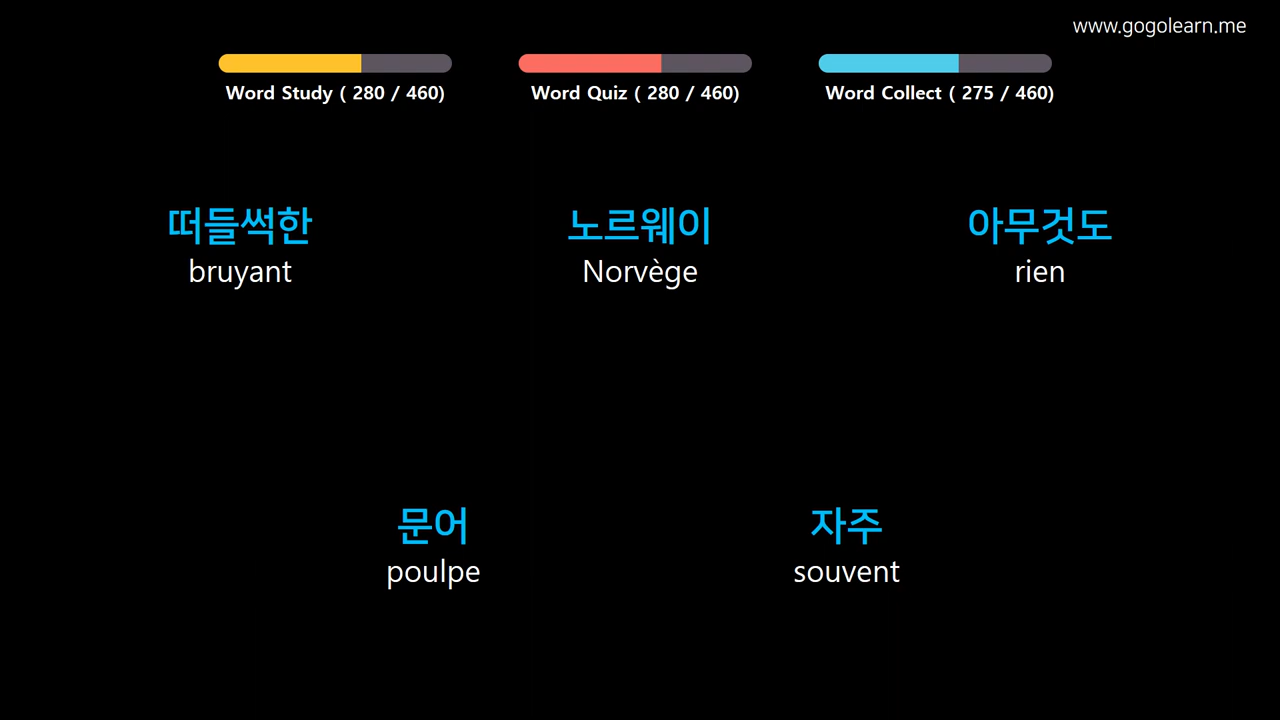 www.gogolearn.me
Word Study ( 280 / 460)
Word Quiz ( 280 / 460)
Word Collect ( 275 / 460)
떠들썩한
bruyant
노르웨이
Norvège
아무것도
rien
문어
poulpe
자주
souvent